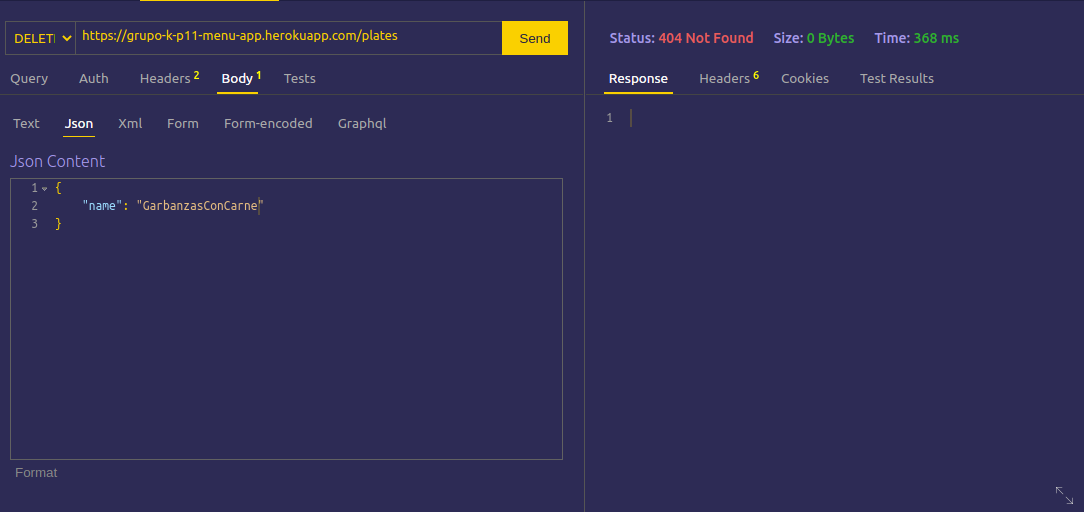 DELETE https://grupo-k-p11-menu-app.herokuapp.com/plates Send
Query Auth Headers 2 Body 1 Tests
Text Json Xml Form Form-encoded Graphql
Json Content
1 {
2 "name": "GarbanzasConCarne"
3 }
Format
Status: 404 Not Found Size: 0 Bytes Time: 368 ms
Response Headers 6 Cookies Test Results
1